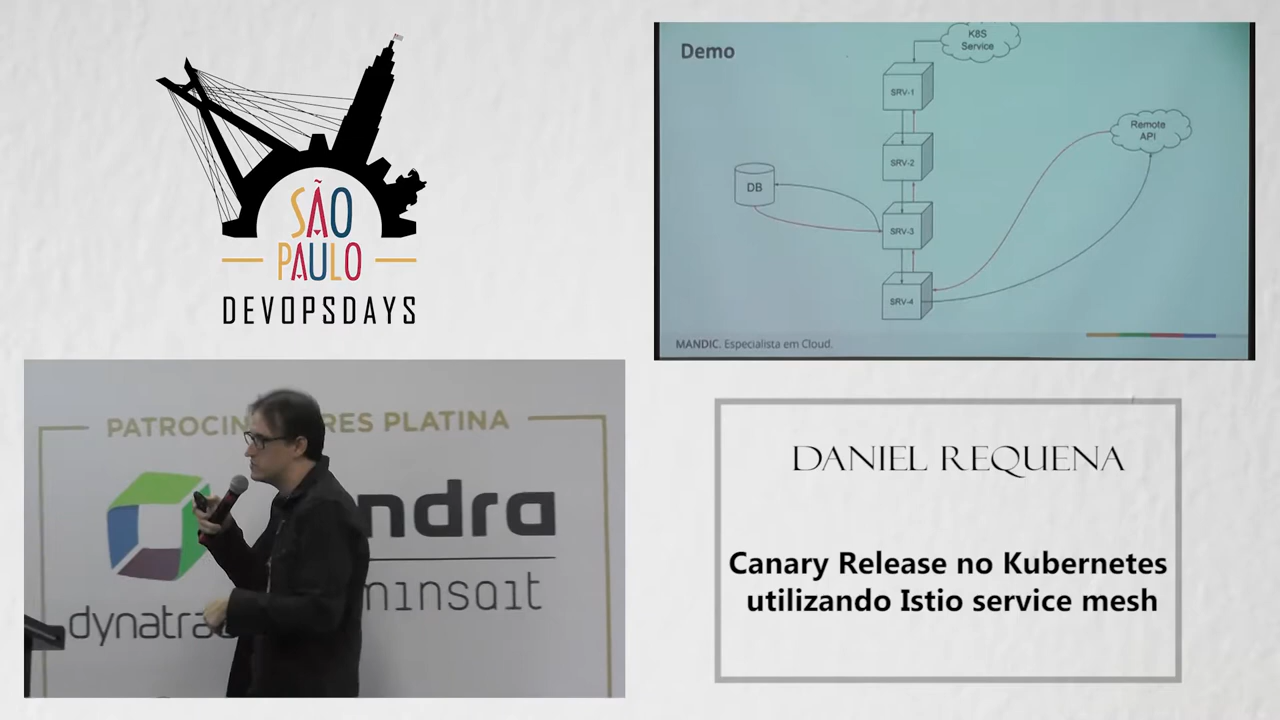 SÃO
PAULO
DEVOPSDAYS
Demo
K8S
Service
SRV-1
SRV-2
SRV-3
SRV-4
DB
Remote
API
MANDIC. Especialista em Cloud.
PATROCIN RES PLATINA
ndra
minsait
dynatra
DANIEL REQUENA
Canary Release no Kubernetes
utilizando Istio service mesh